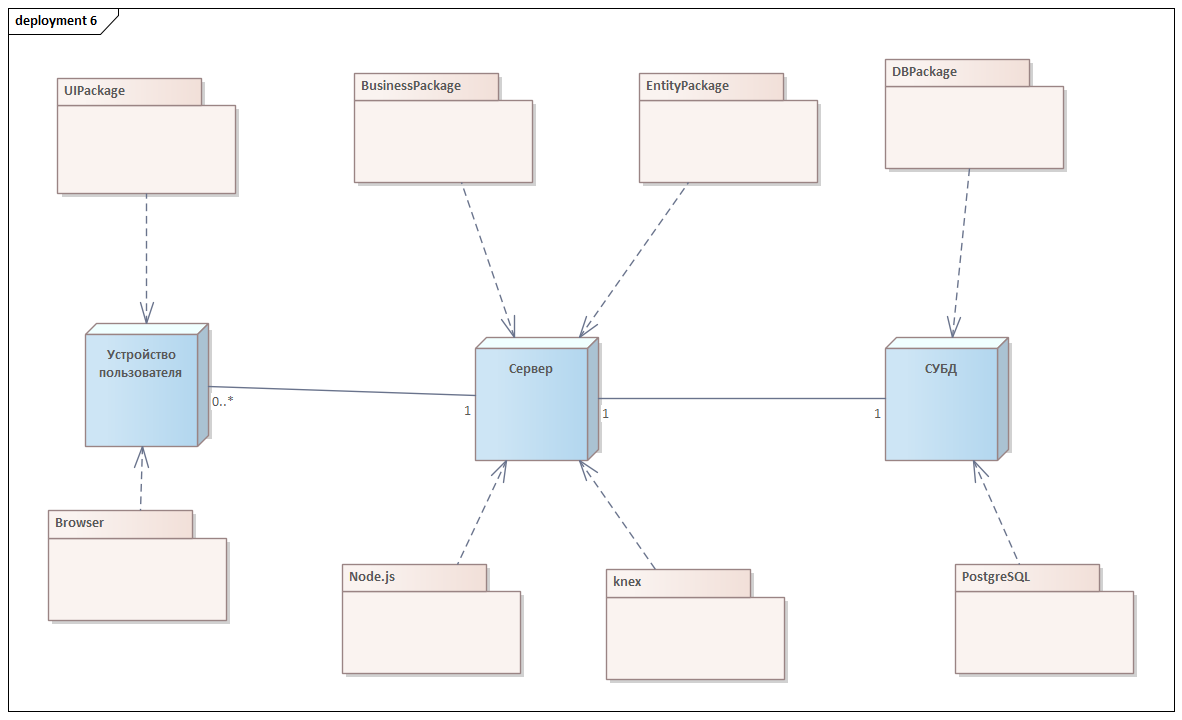 deployment 6
UIPackage
BusinessPackage
EntityPackage
DBPackage
Устройство
пользователя
Сервер
СУБД
0..*
1
1
1
Browser
Node.js
knex
PostgreSQL